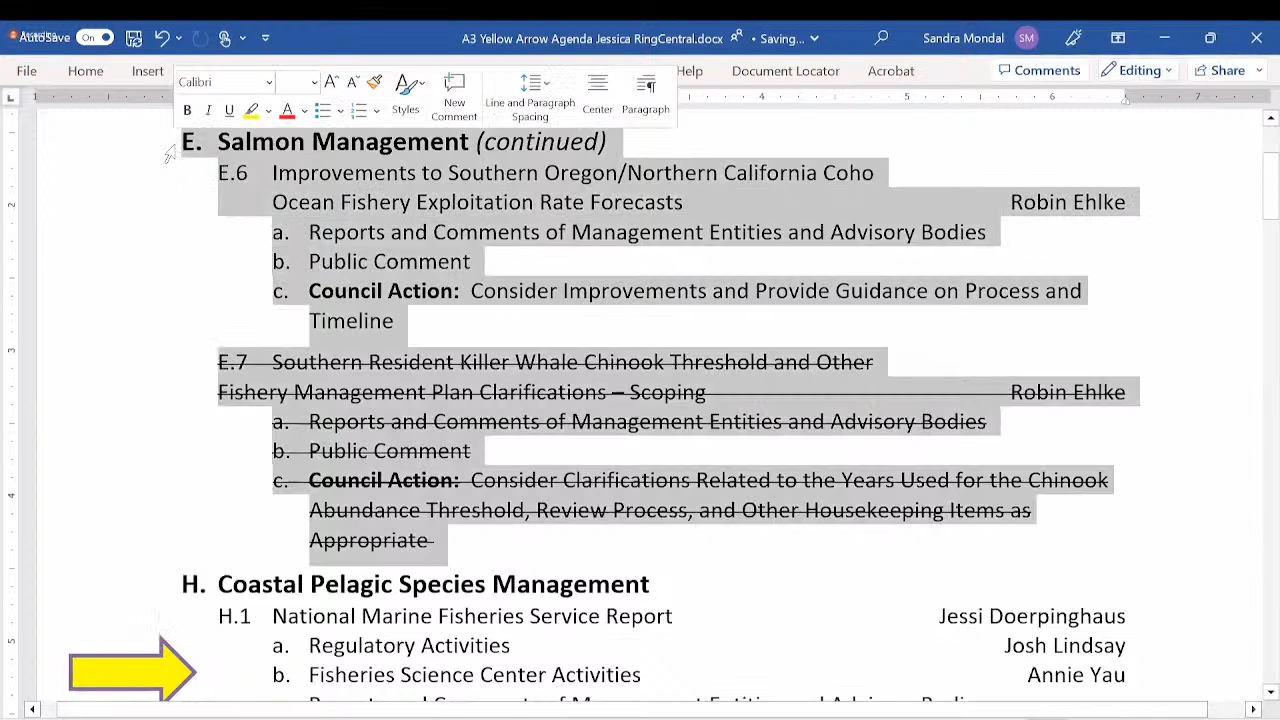 AutoSave On A3 Yellow Arrow Agenda Jessica RingCentral.docx Saving... Sandra Mondal SM
File Home Insert Help Document Locator Acrobat Comments Editing Share
Calibri
B I U A Styles New Comment Line and Paragraph Spacing Center Paragraph
1 4 5 6 7
E. Salmon Management (continued)
E.6 Improvements to Southern Oregon/Northern California Coho
Ocean Fishery Exploitation Rate Forecasts Robin Ehlke
a. Reports and Comments of Management Entities and Advisory Bodies
b. Public Comment
c. Council Action: Consider Improvements and Provide Guidance on Process and
Timeline
E.7 Southern Resident Killer Whale Chinook Threshold and Other
Fishery Management Plan Clarifications – Scoping Robin Ehlke
a. Reports and Comments of Management Entities and Advisory Bodies
b. Public Comment
c. Council Action: Consider Clarifications Related to the Years Used for the Chinook
Abundance Threshold, Review Process, and Other Housekeeping Items as
Appropriate
H. Coastal Pelagic Species Management
H.1 National Marine Fisheries Service Report Jessi Doerpinghaus
a. Regulatory Activities Josh Lindsay
b. Fisheries Science Center Activities Annie Yau